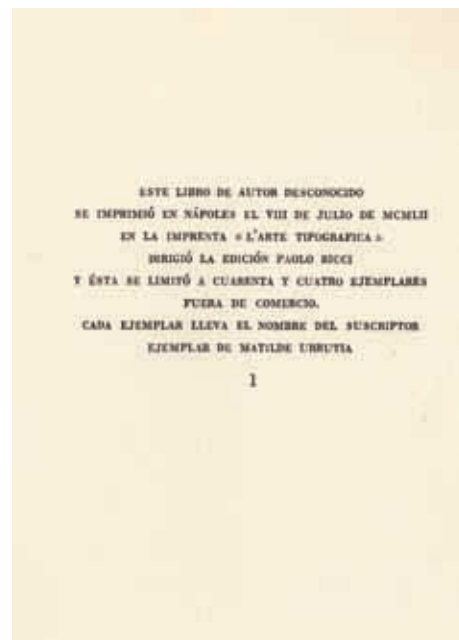 ESTE LIBRO DE AUTOR DESCONOCIDO
SE IMPRIMIÓ EN NÁPOLES EL VIII DE JULIO DE MCMLII
EN LA IMPRENTA « L'ARTE TIPOGRAFICA »
DIRIGIÓ LA EDICIÓN PAOLO RICCI
Y ÉSTA SE LIMITÓ A CUARENTA Y CUATRO EJEMPLARES
FUERA DE COMERCIO.
CADA EJEMPLAR LLEVA EL NOMBRE DEL SUSCRIPTOR
EJEMPLAR DE MATILDE URRUTIA
1